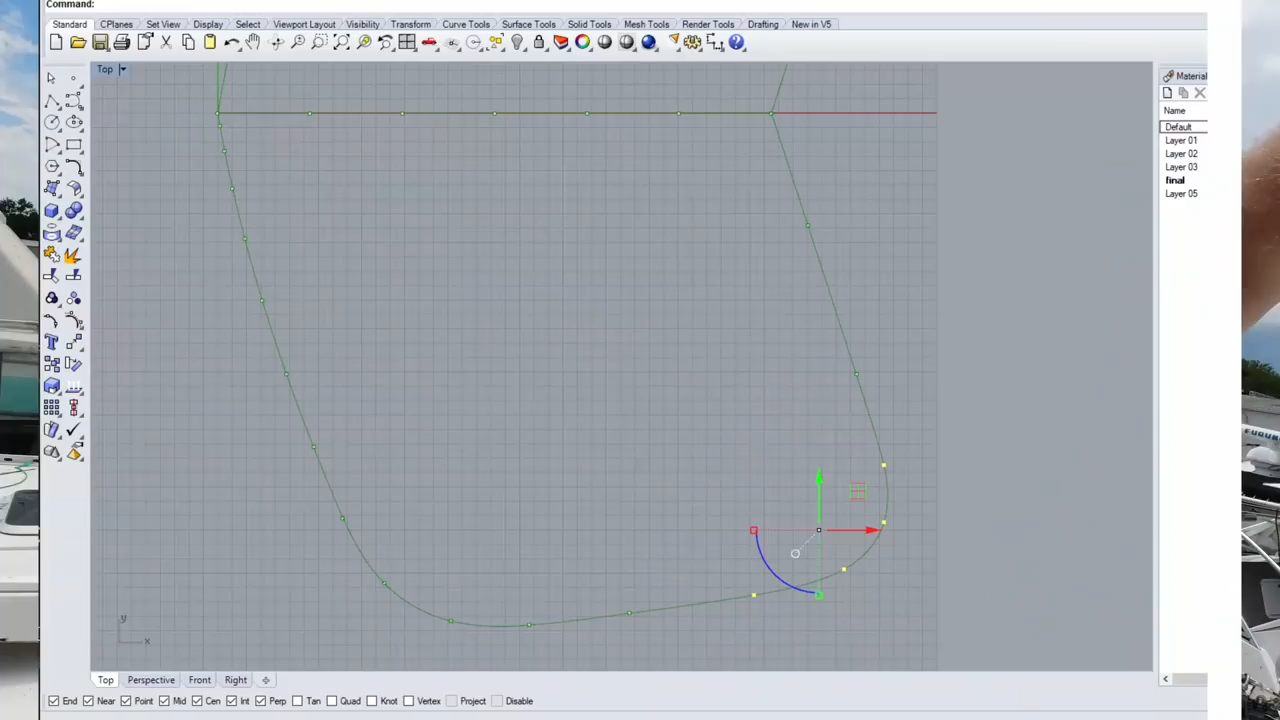 Command:
Standard CPlanes Set View Display Select Viewport Layout Visibility Transform Curve Tools Surface Tools Solid Tools Mesh Tools Render Tools Drafting New in V5
Top
Material
Name
Default
Layer 01
Layer 02
Layer 03
final
Layer 05
y
x
Top Perspective Front Right
End Near Point Mid Cen Int Perp Tan Quad Knot Vertex Project Disable